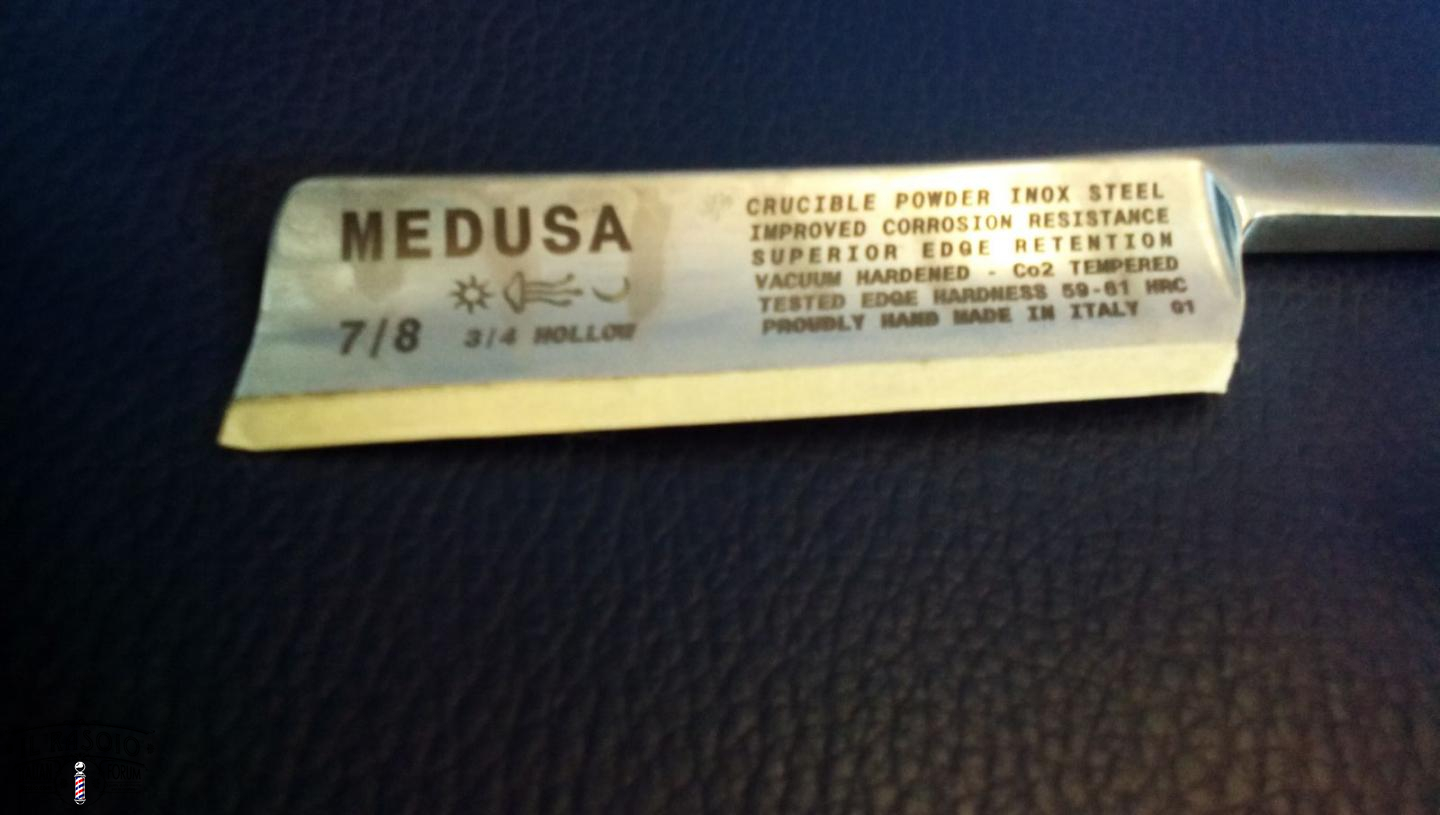 MEDUSA
7/8 3/4 HOLLOW
CRUCIBLE POWDER INOX STEEL
IMPROVED CORROSION RESISTANCE
SUPERIOR EDGE RETENTION
VACUUM HARDENED - Co2 TEMPERED
TESTED EDGE HARDNESS 59-61 HRC
PROUDLY HAND MADE IN ITALY